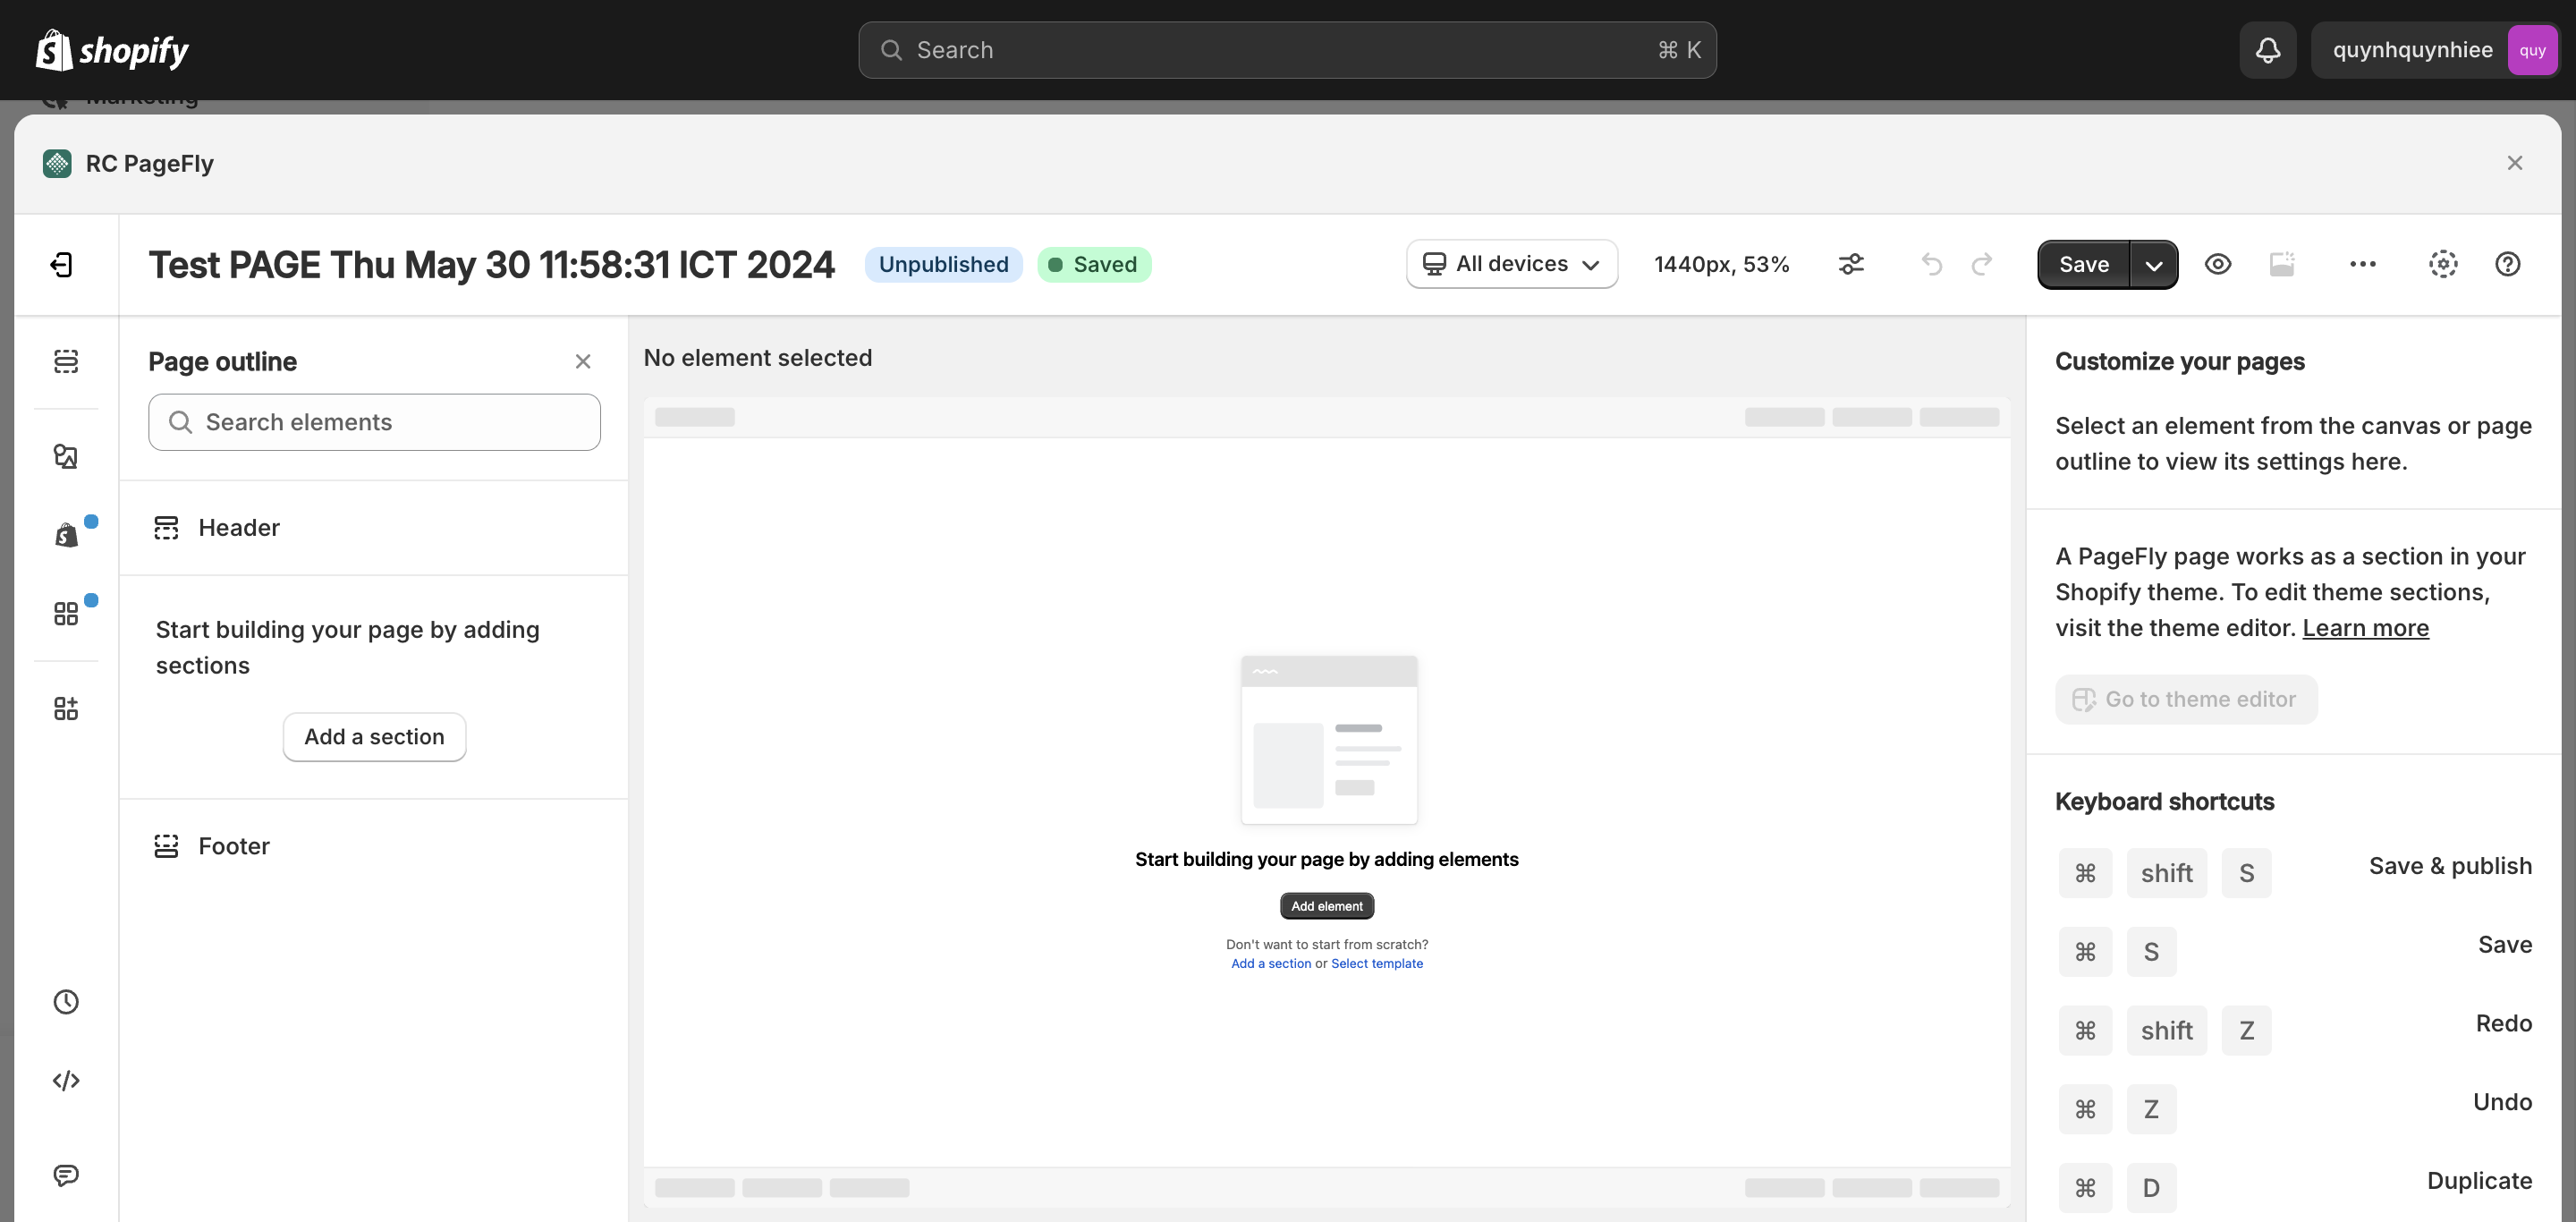 shopify
Search
⌘ K
quynhquynhiee
quy
Marketing
RC PageFly
Test PAGE Thu May 30 11:58:31 ICT 2024
Unpublished
Saved
All devices
1440px, 53%
Save
Page outline
Search elements
Header
Start building your page by adding
sections
Add a section
Footer
No element selected
Start building your page by adding elements
Add element
Don't want to start from scratch?
Add a section or Select template
Customize your pages
Select an element from the canvas or page
outline to view its settings here.
A PageFly page works as a section in your
Shopify theme. To edit theme sections,
visit the theme editor. Learn more
Go to theme editor
Keyboard shortcuts
⌘ shift S Save & publish
⌘ S Save
⌘ shift Z Redo
⌘ Z Undo
⌘ D Duplicate